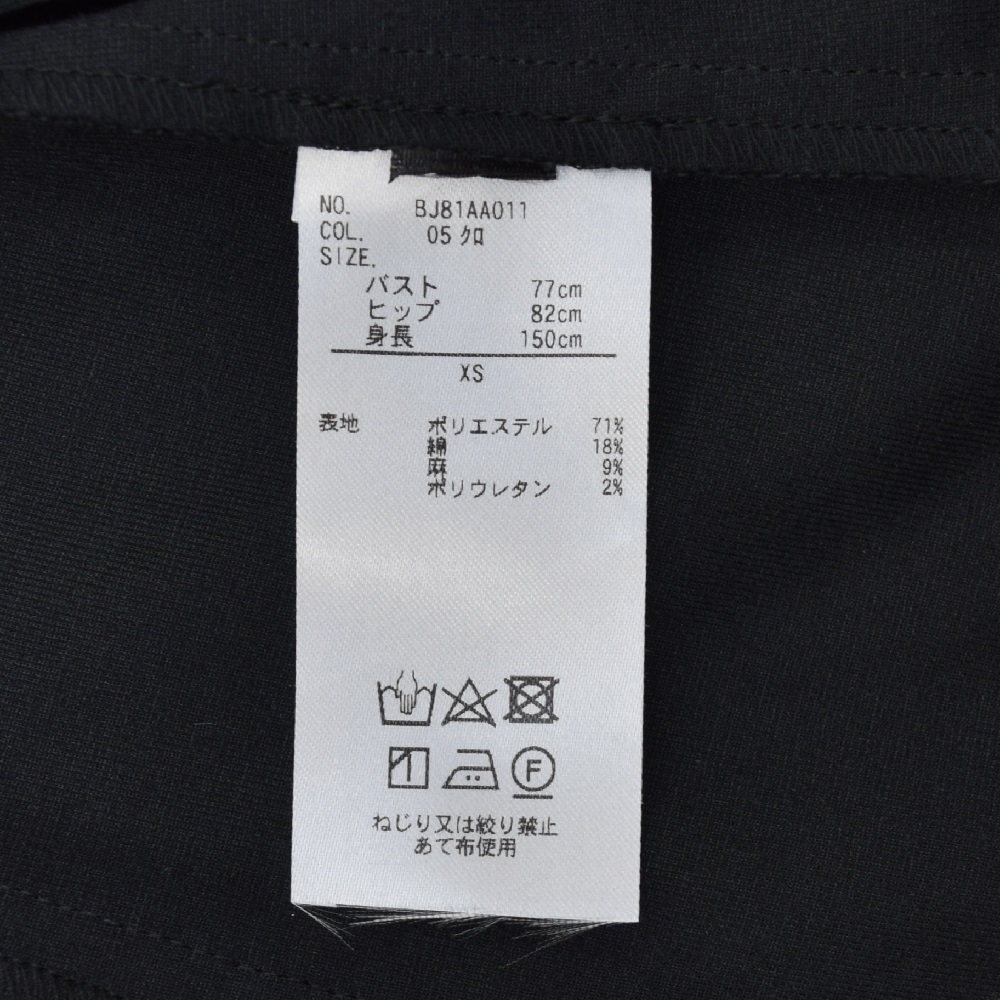 NO. BJ81AA011
COL. 05 クロ
SIZE.
バスト 77cm
ヒップ 82cm
身長 150cm
XS
表地 ポリエステル 71%
綿 18%
麻 9%
ポリウレタン 2%
F
ねじり又は絞り禁止
あて布使用